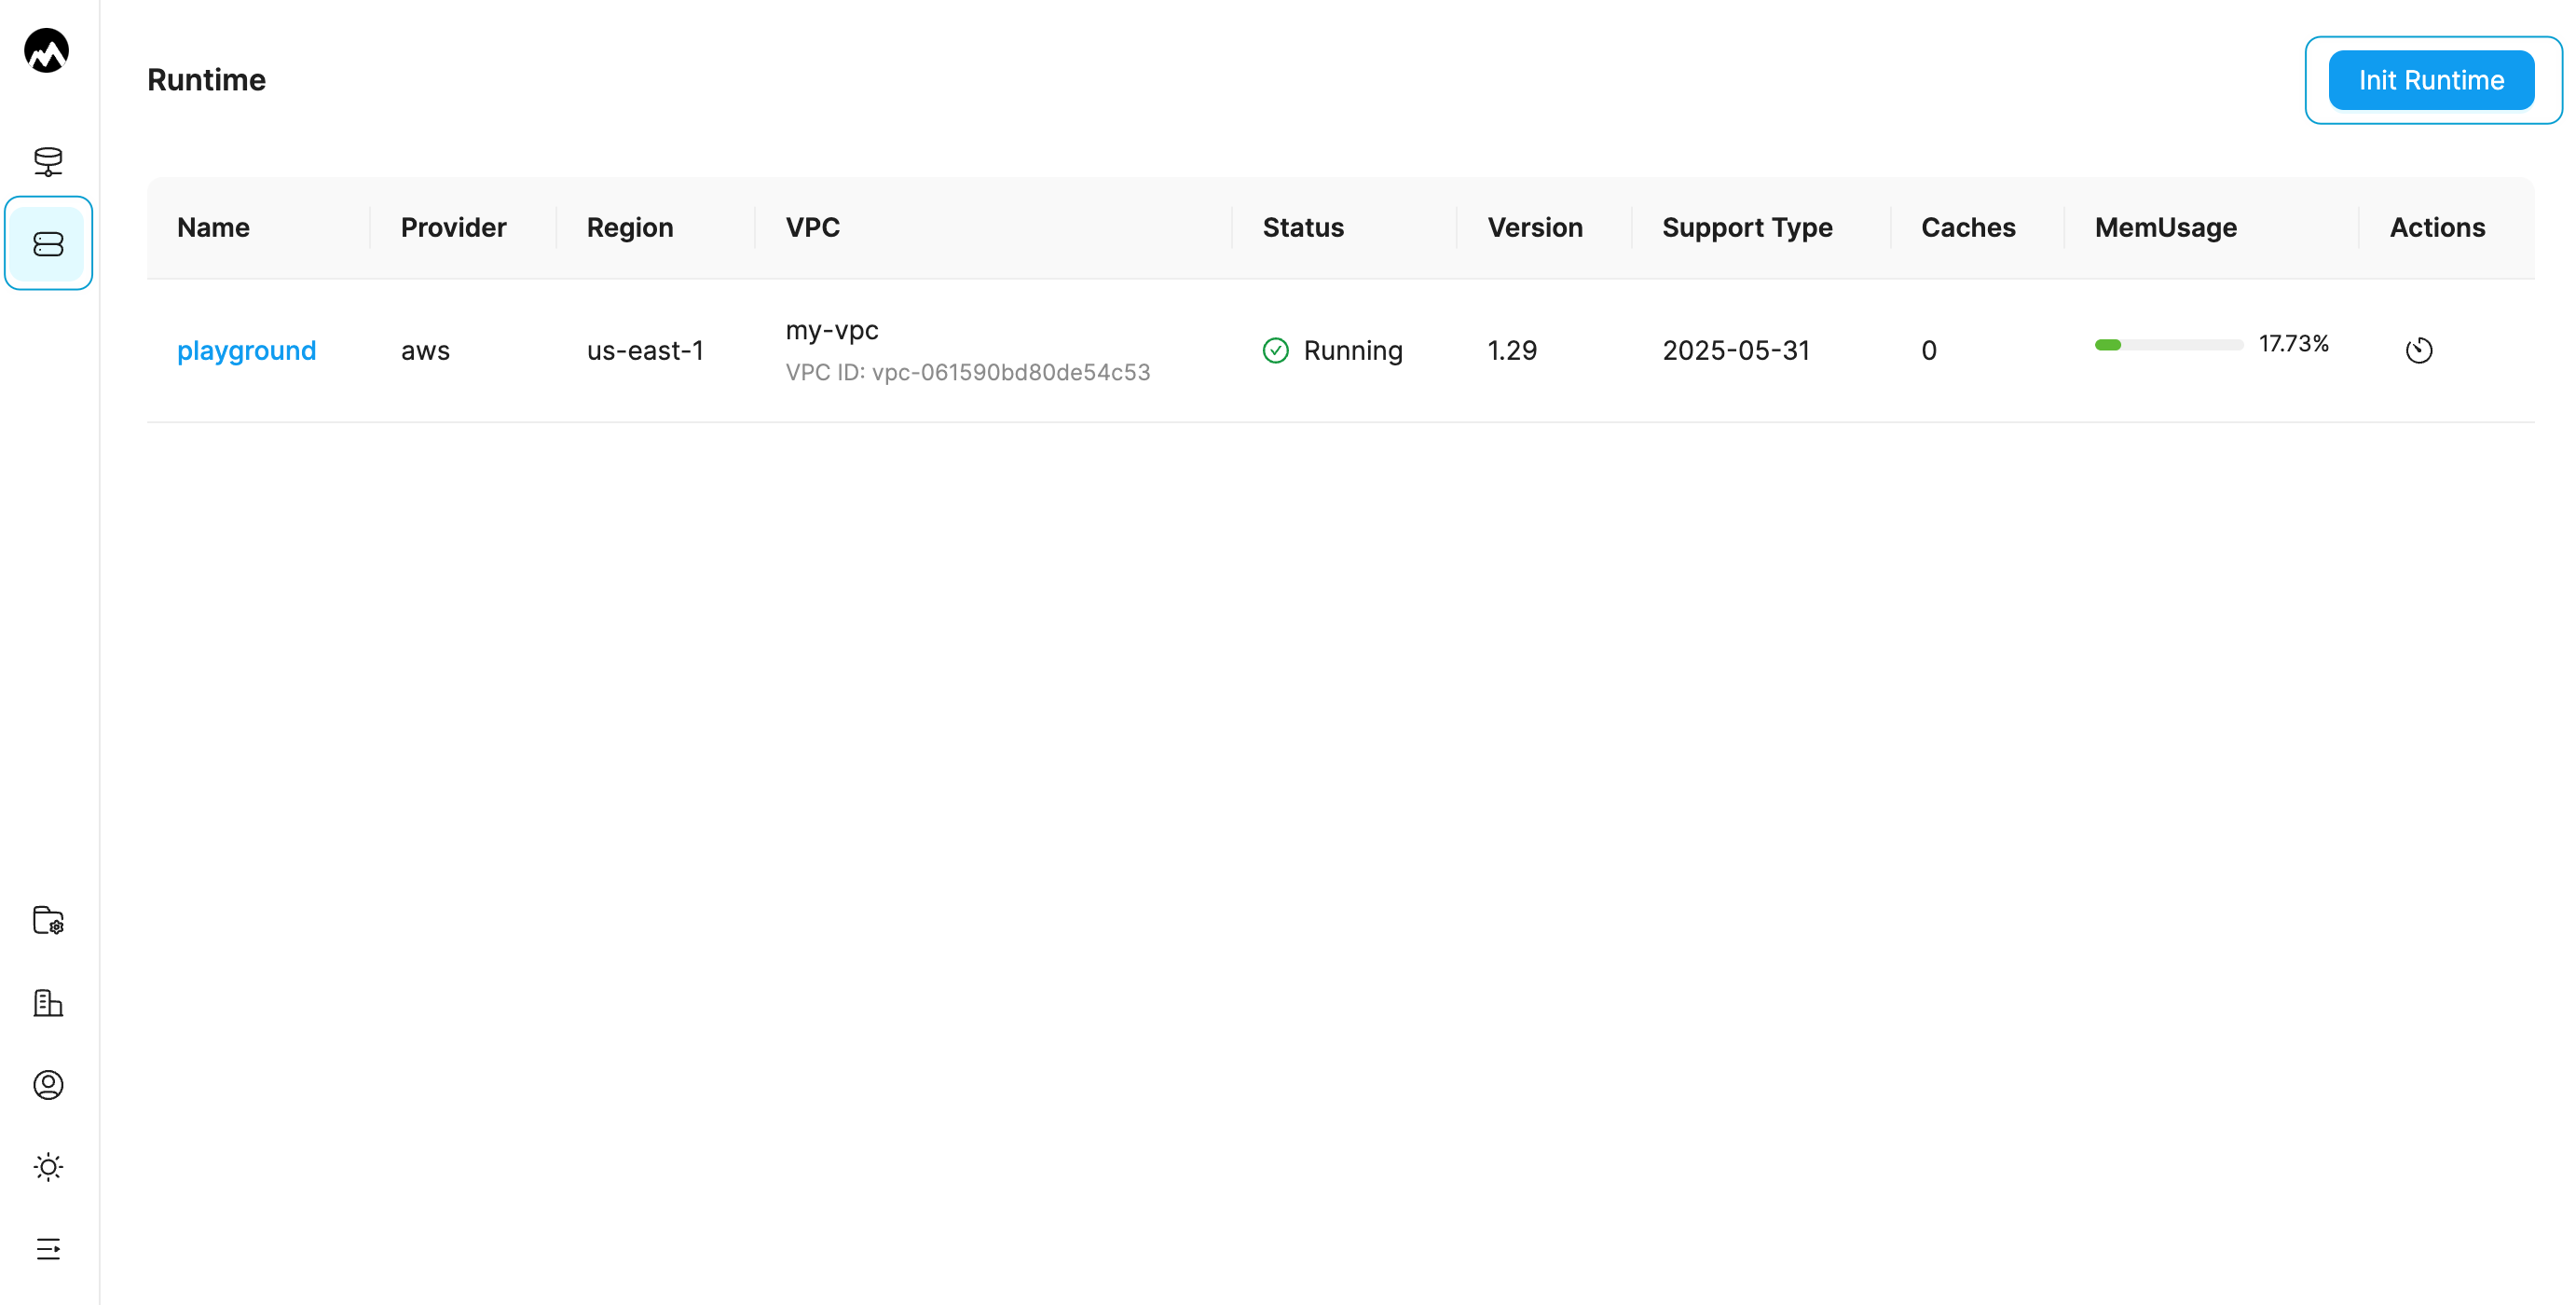 Runtime
Init Runtime
Name Provider Region VPC Status Version Support Type Caches MemUsage Actions
playground aws us-east-1 my-vpc Running 1.29 2025-05-31 0 17.73%
VPC ID: vpc-061590bd80de54c53